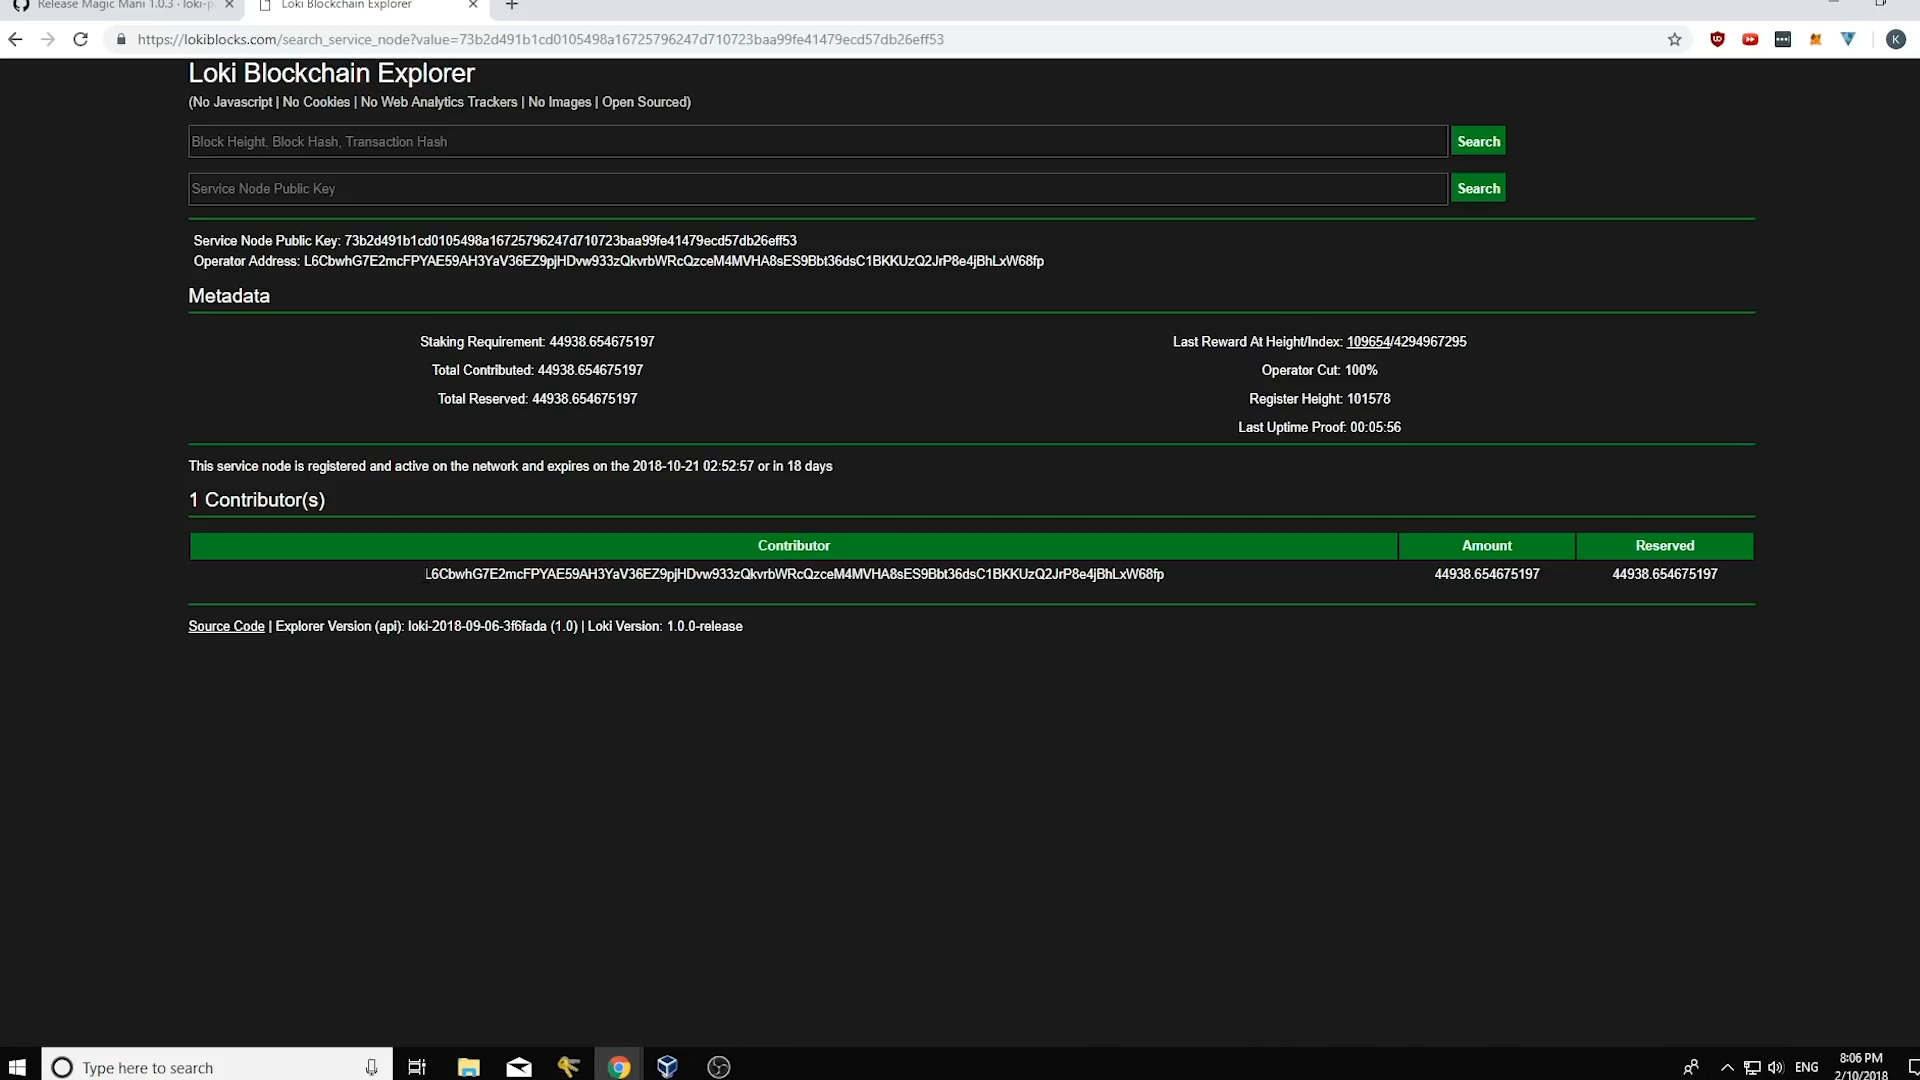 Release Magic Mani 1.0.3 · loki-p
Loki Blockchain Explorer
https://lokiblocks.com/search_service_node?value=73b2d491b1cd0105498a16725796247d710723baa99fe41479ecd57db26eff53
K
Loki Blockchain Explorer
(No Javascript | No Cookies | No Web Analytics Trackers | No Images | Open Sourced)
Block Height, Block Hash, Transaction Hash
Search
Service Node Public Key
Search
Service Node Public Key: 73b2d491b1cd0105498a16725796247d710723baa99fe41479ecd57db26eff53
Operator Address: L6CbwhG7E2mcFPYAE59AH3YaV36EZ9pjHDvw933zQkvrbWRcQzceM4MVHA8sES9Bbt36dsC1BKKUzQ2JrP8e4jBhLxW68fp
Metadata
Staking Requirement: 44938.654675197
Last Reward At Height/Index: 109654/4294967295
Total Contributed: 44938.654675197
Operator Cut: 100%
Total Reserved: 44938.654675197
Register Height: 101578
Last Uptime Proof: 00:05:56
This service node is registered and active on the network and expires on the 2018-10-21 02:52:57 or in 18 days
1 Contributor(s)
Contributor Amount Reserved
L6CbwhG7E2mcFPYAE59AH3YaV36EZ9pjHDvw933zQkvrbWRcQzceM4MVHA8sES9Bbt36dsC1BKKUzQ2JrP8e4jBhLxW68fp 44938.654675197 44938.654675197
Source Code | Explorer Version (api): loki-2018-09-06-3f6fada (1.0) | Loki Version: 1.0.0-release
Type here to search
ENG
8:06 PM
2/10/2018